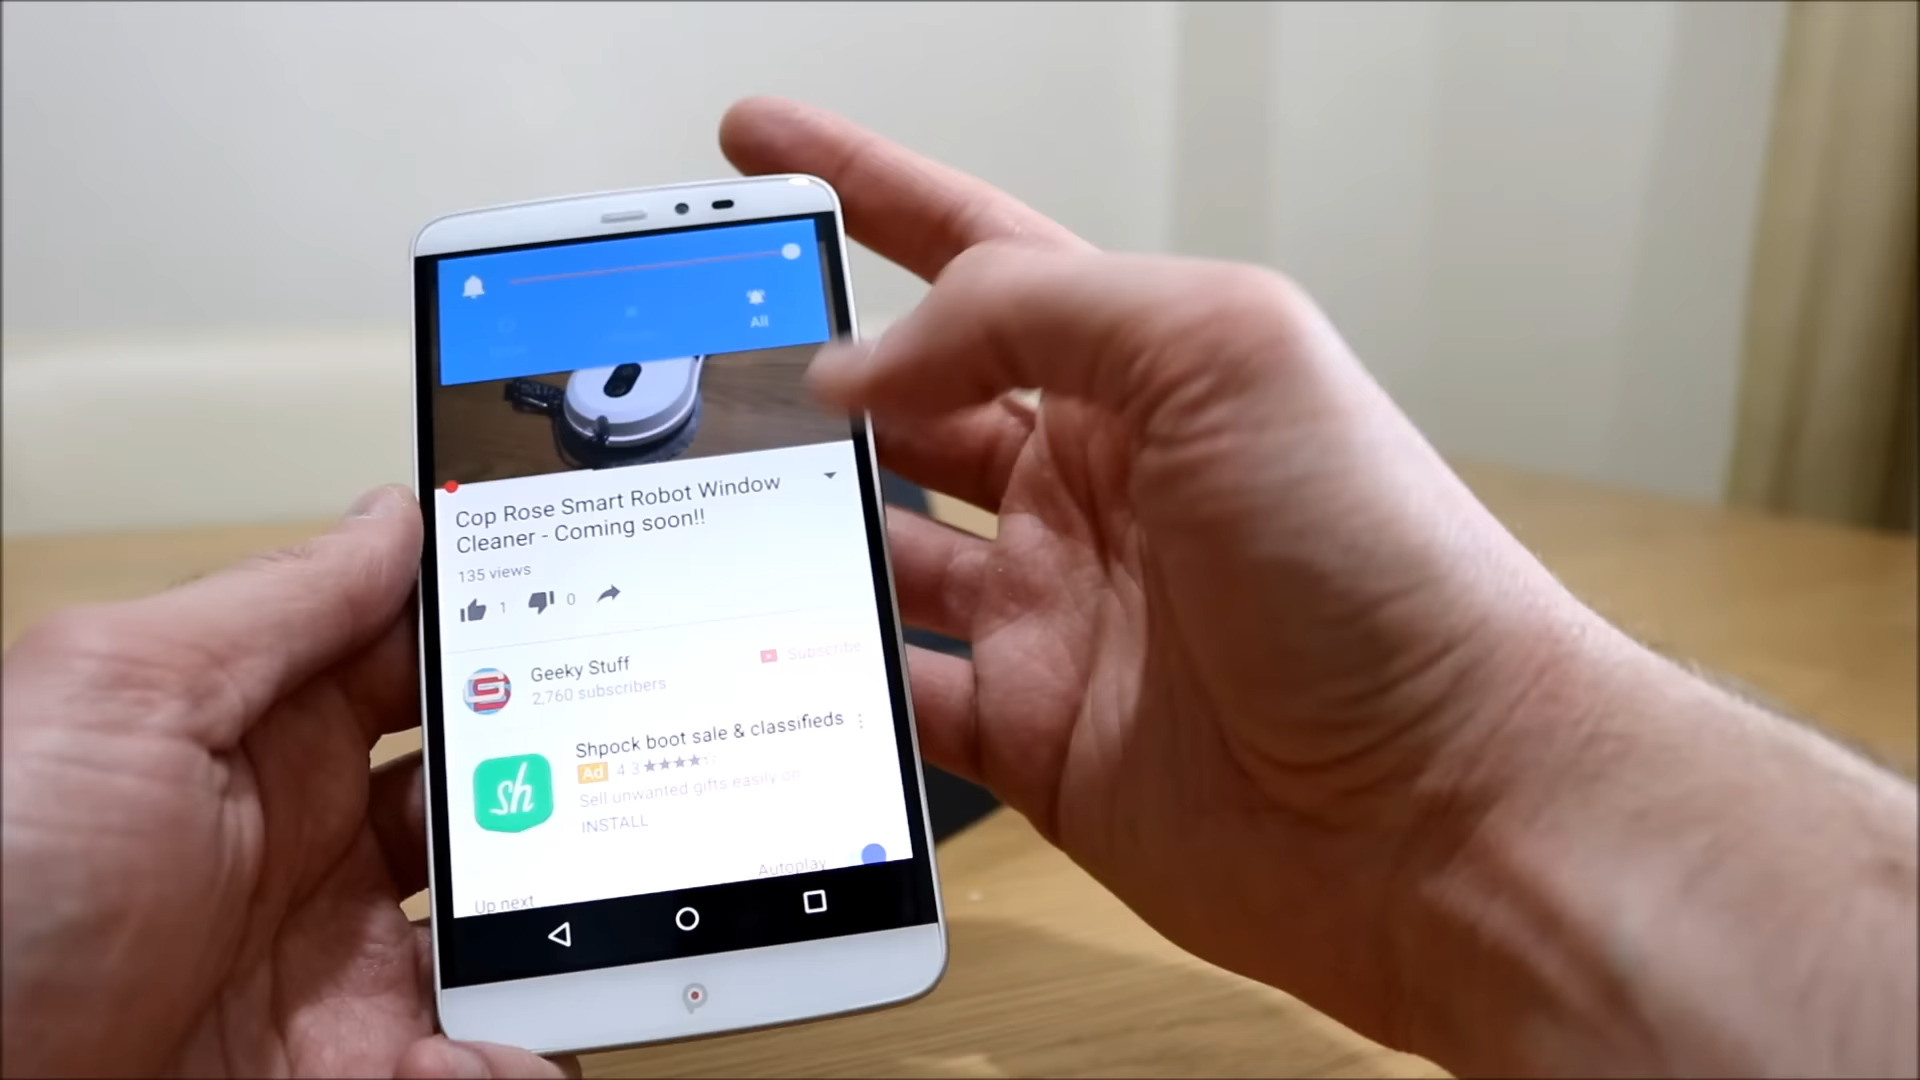 All
Cop Rose Smart Robot Window
Cleaner - Coming soon!!
135 views
1
0
Geeky Stuff
2,760 subscribers
Subscribe
Shpock boot sale & classifieds
Ad 4.3
Sell unwanted gifts easily on
sh
INSTALL
Autoplay
Up next